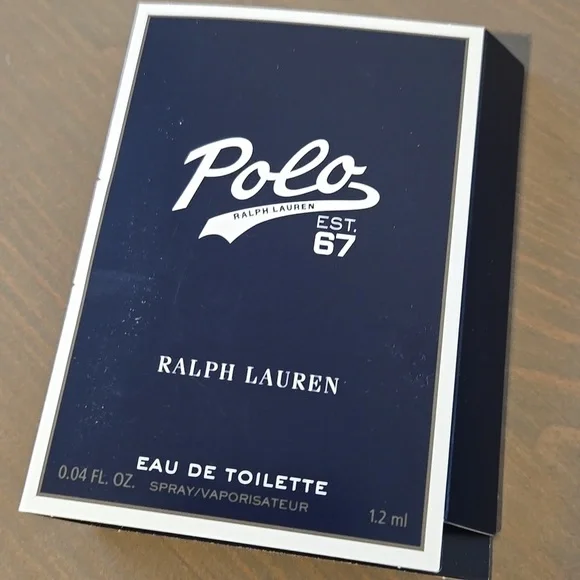 Polo
RALPH LAUREN
EST.
67
RALPH LAUREN
EAU DE TOILETTE
0.04 FL. OZ. SPRAY/VAPORISATEUR 1.2 ml